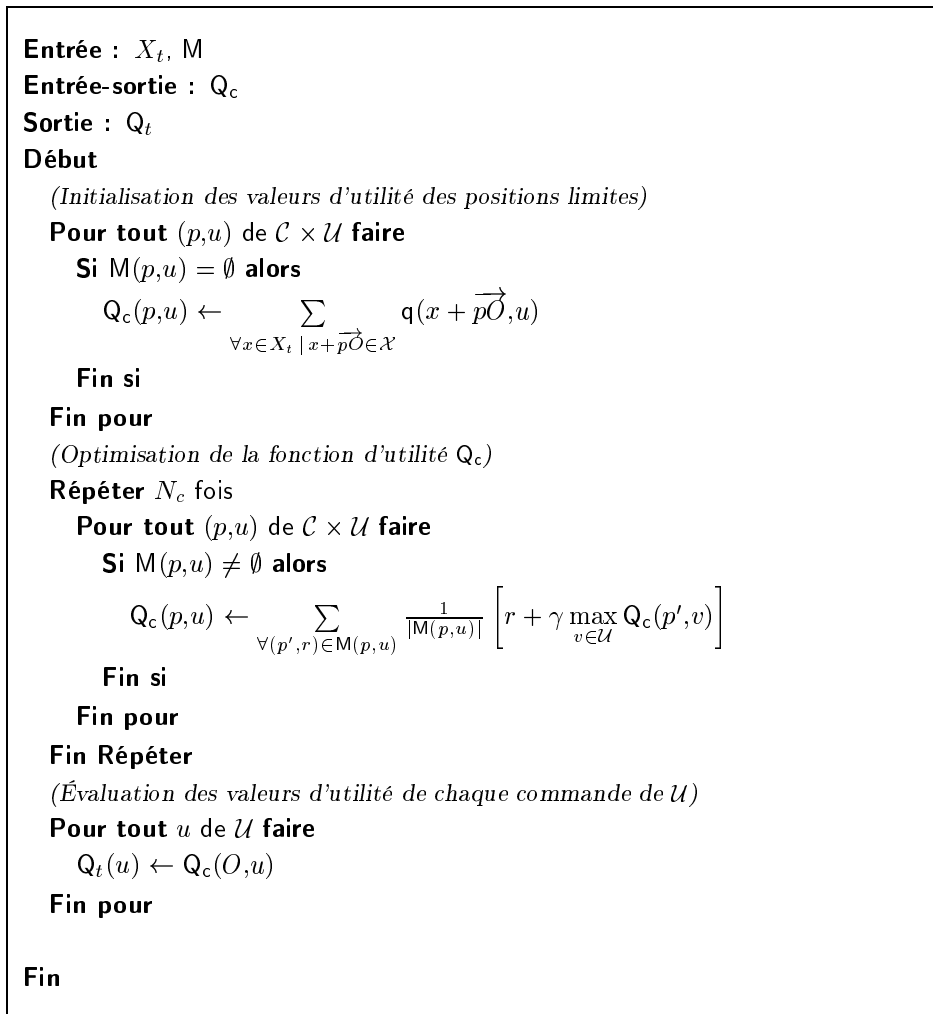 Entrée : X_t, M
Entrée-sortie : Q_c
Sortie : Q_t
Début
(Initialisation des valeurs d'utilité des positions limites)
Pour tout (p,u) de 𝒞 × 𝒰 faire
Si M(p,u) = ∅ alors
Q_c(p,u) ← ∑_{∀x∈X_t | x+\overrightarrow{pO}∈𝒳} q(x + \overrightarrow{pO},u)
Fin si
Fin pour
(Optimisation de la fonction d'utilité Q_c)
Répéter N_c fois
Pour tout (p,u) de 𝒞 × 𝒰 faire
Si M(p,u) ≠ ∅ alors
Q_c(p,u) ← ∑_{∀(p′,r)∈M(p,u)} \frac{1}{|M(p,u)|} [r + γ max_{v∈𝒰} Q_c(p′,v)]
Fin si
Fin pour
Fin Répéter
(Évaluation des valeurs d'utilité de chaque commande de 𝒰)
Pour tout u de 𝒰 faire
Q_t(u) ← Q_c(O,u)
Fin pour
Fin